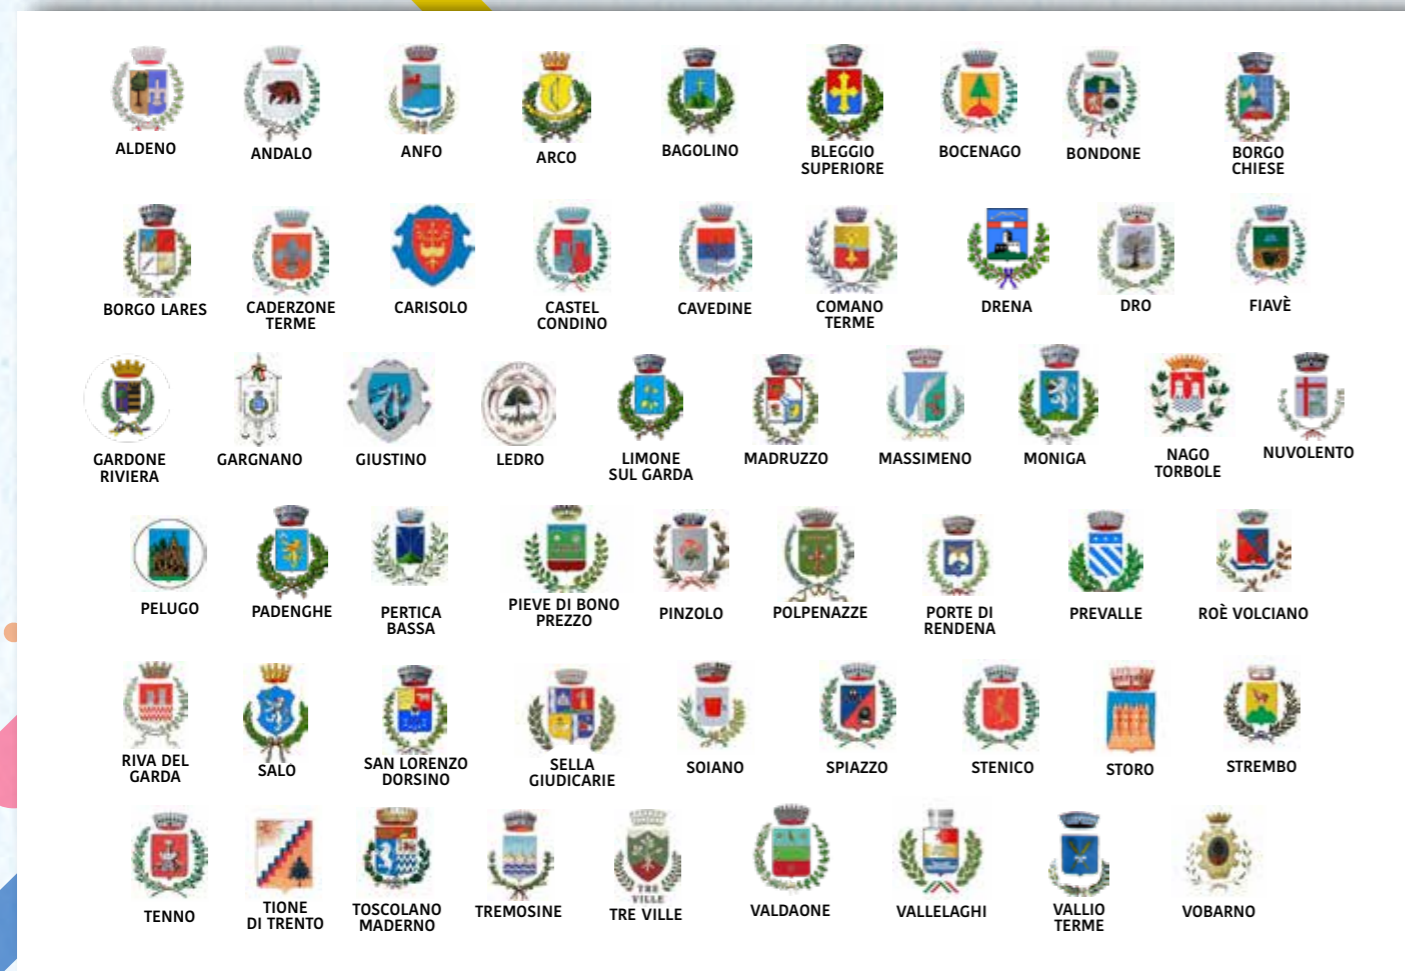 ALDENO
ANDALO
ANFO
ARCO
BAGOLINO
BLEGGIO
SUPERIORE
BOCENAGO
BONDONE
BORGO
CHIESE
BORGO LARES
CADERZONE
TERME
CARISOLO
CASTEL
CONDINO
CAVEDINE
COMANO
TERME
DRENA
DRO
FIAVÈ
GARDONE
RIVIERA
GARGNANO
GIUSTINO
LEDRO
LIMONE
SUL GARDA
MADRUZZO
MASSIMENO
MONIGA
NAGO
TORBOLE
NUVOLENTO
PELUGO
PADENGHE
PERTICA
BASSA
PIEVE DI BONO
PREZZO
PINZOLO
POLPENAZZE
PORTE DI
RENDENA
PREVALLE
ROÈ VOLCIANO
RIVA DEL
GARDA
SALO
SAN LORENZO
DORSINO
SELLA
GIUDICARIE
SOIANO
SPIAZZO
STENICO
STORO
STREMBO
TENNO
TIONE
DI TRENTO
TOSCOLANO
MADERNO
TREMOSINE
TRE
VILLE
TRE VILLE
VALDAONE
VALLELAGHI
VALLIO
TERME
VOBARNO